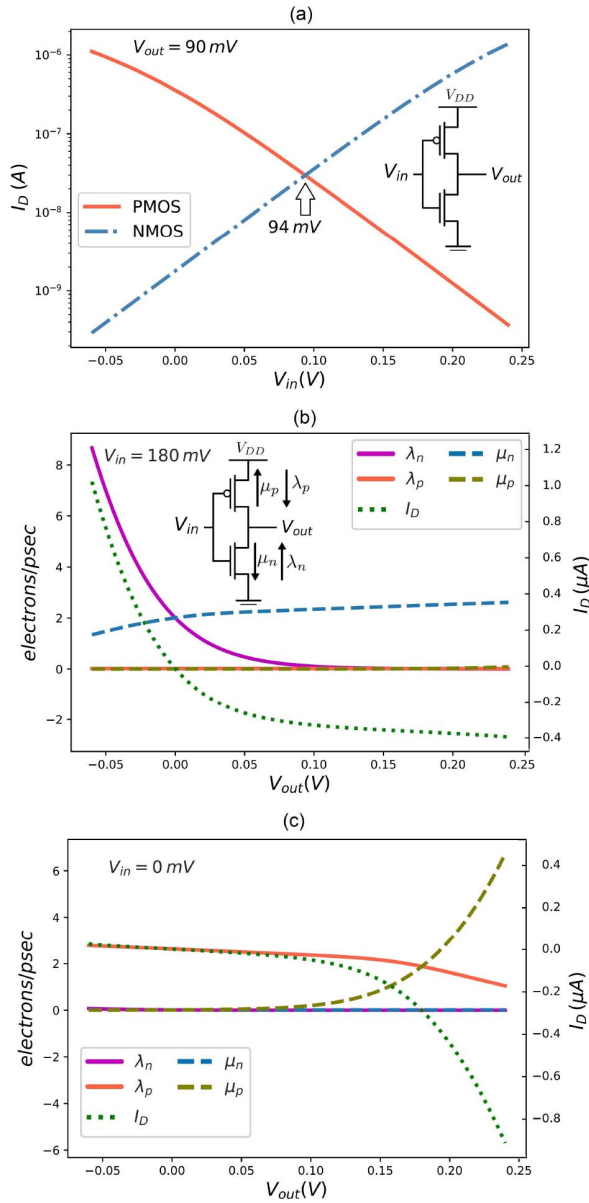 (a)
V_out = 90 mV
10⁻⁶
10⁻⁷
10⁻⁸
10⁻⁹
I_D (A)
PMOS
NMOS
94 mV
V_DD
V_in
V_out
−0.05 0.00 0.05 0.10 0.15 0.20 0.25
V_in(V)
(b)
V_in = 180 mV
V_DD
μ_p λ_p
V_in
V_out
μ_n λ_n
λ_n μ_n
λ_p μ_p
I_D
8
6
4
2
0
−2
electrons/psec
1.2
1.0
0.8
0.6
0.4
0.2
0.0
−0.2
−0.4
I_D (μA)
−0.05 0.00 0.05 0.10 0.15 0.20 0.25
V_out(V)
(c)
V_in = 0 mV
6
4
2
0
−2
−4
−6
electrons/psec
λ_n μ_n
λ_p μ_p
I_D
0.4
0.2
0.0
−0.2
−0.4
−0.6
−0.8
I_D (μA)
−0.05 0.00 0.05 0.10 0.15 0.20 0.25
V_out(V)